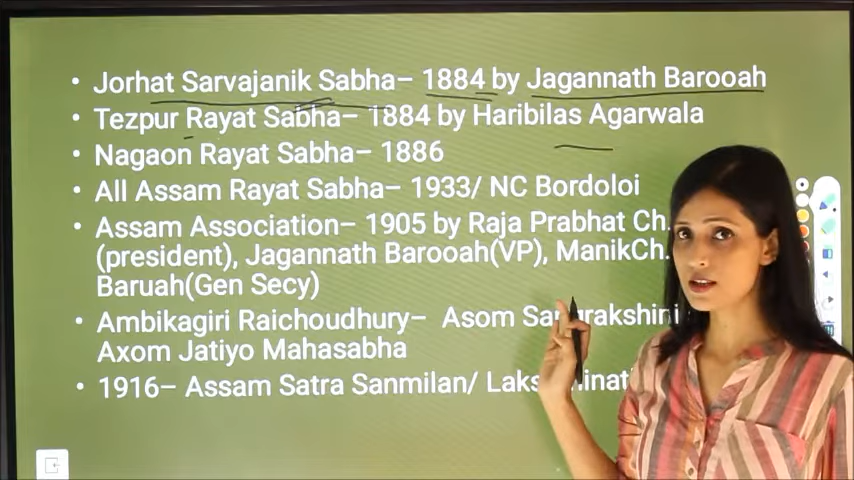 • Jorhat Sarvajanik Sabha– 1884 by Jagannath Barooah
• Tezpur Rayat Sabha– 1884 by Haribilas Agarwala
• Nagaon Rayat Sabha– 1886
• All Assam Rayat Sabha– 1933/ NC Bordoloi
• Assam Association– 1905 by Raja Prabhat Ch.
(president), Jagannath Barooah(VP), ManikCh.
Baruah(Gen Secy)
• Ambikagiri Raichoudhury– Asom
Axom Jatiyo Mahasabha
• 1916– Assam Satra Sanmilan/